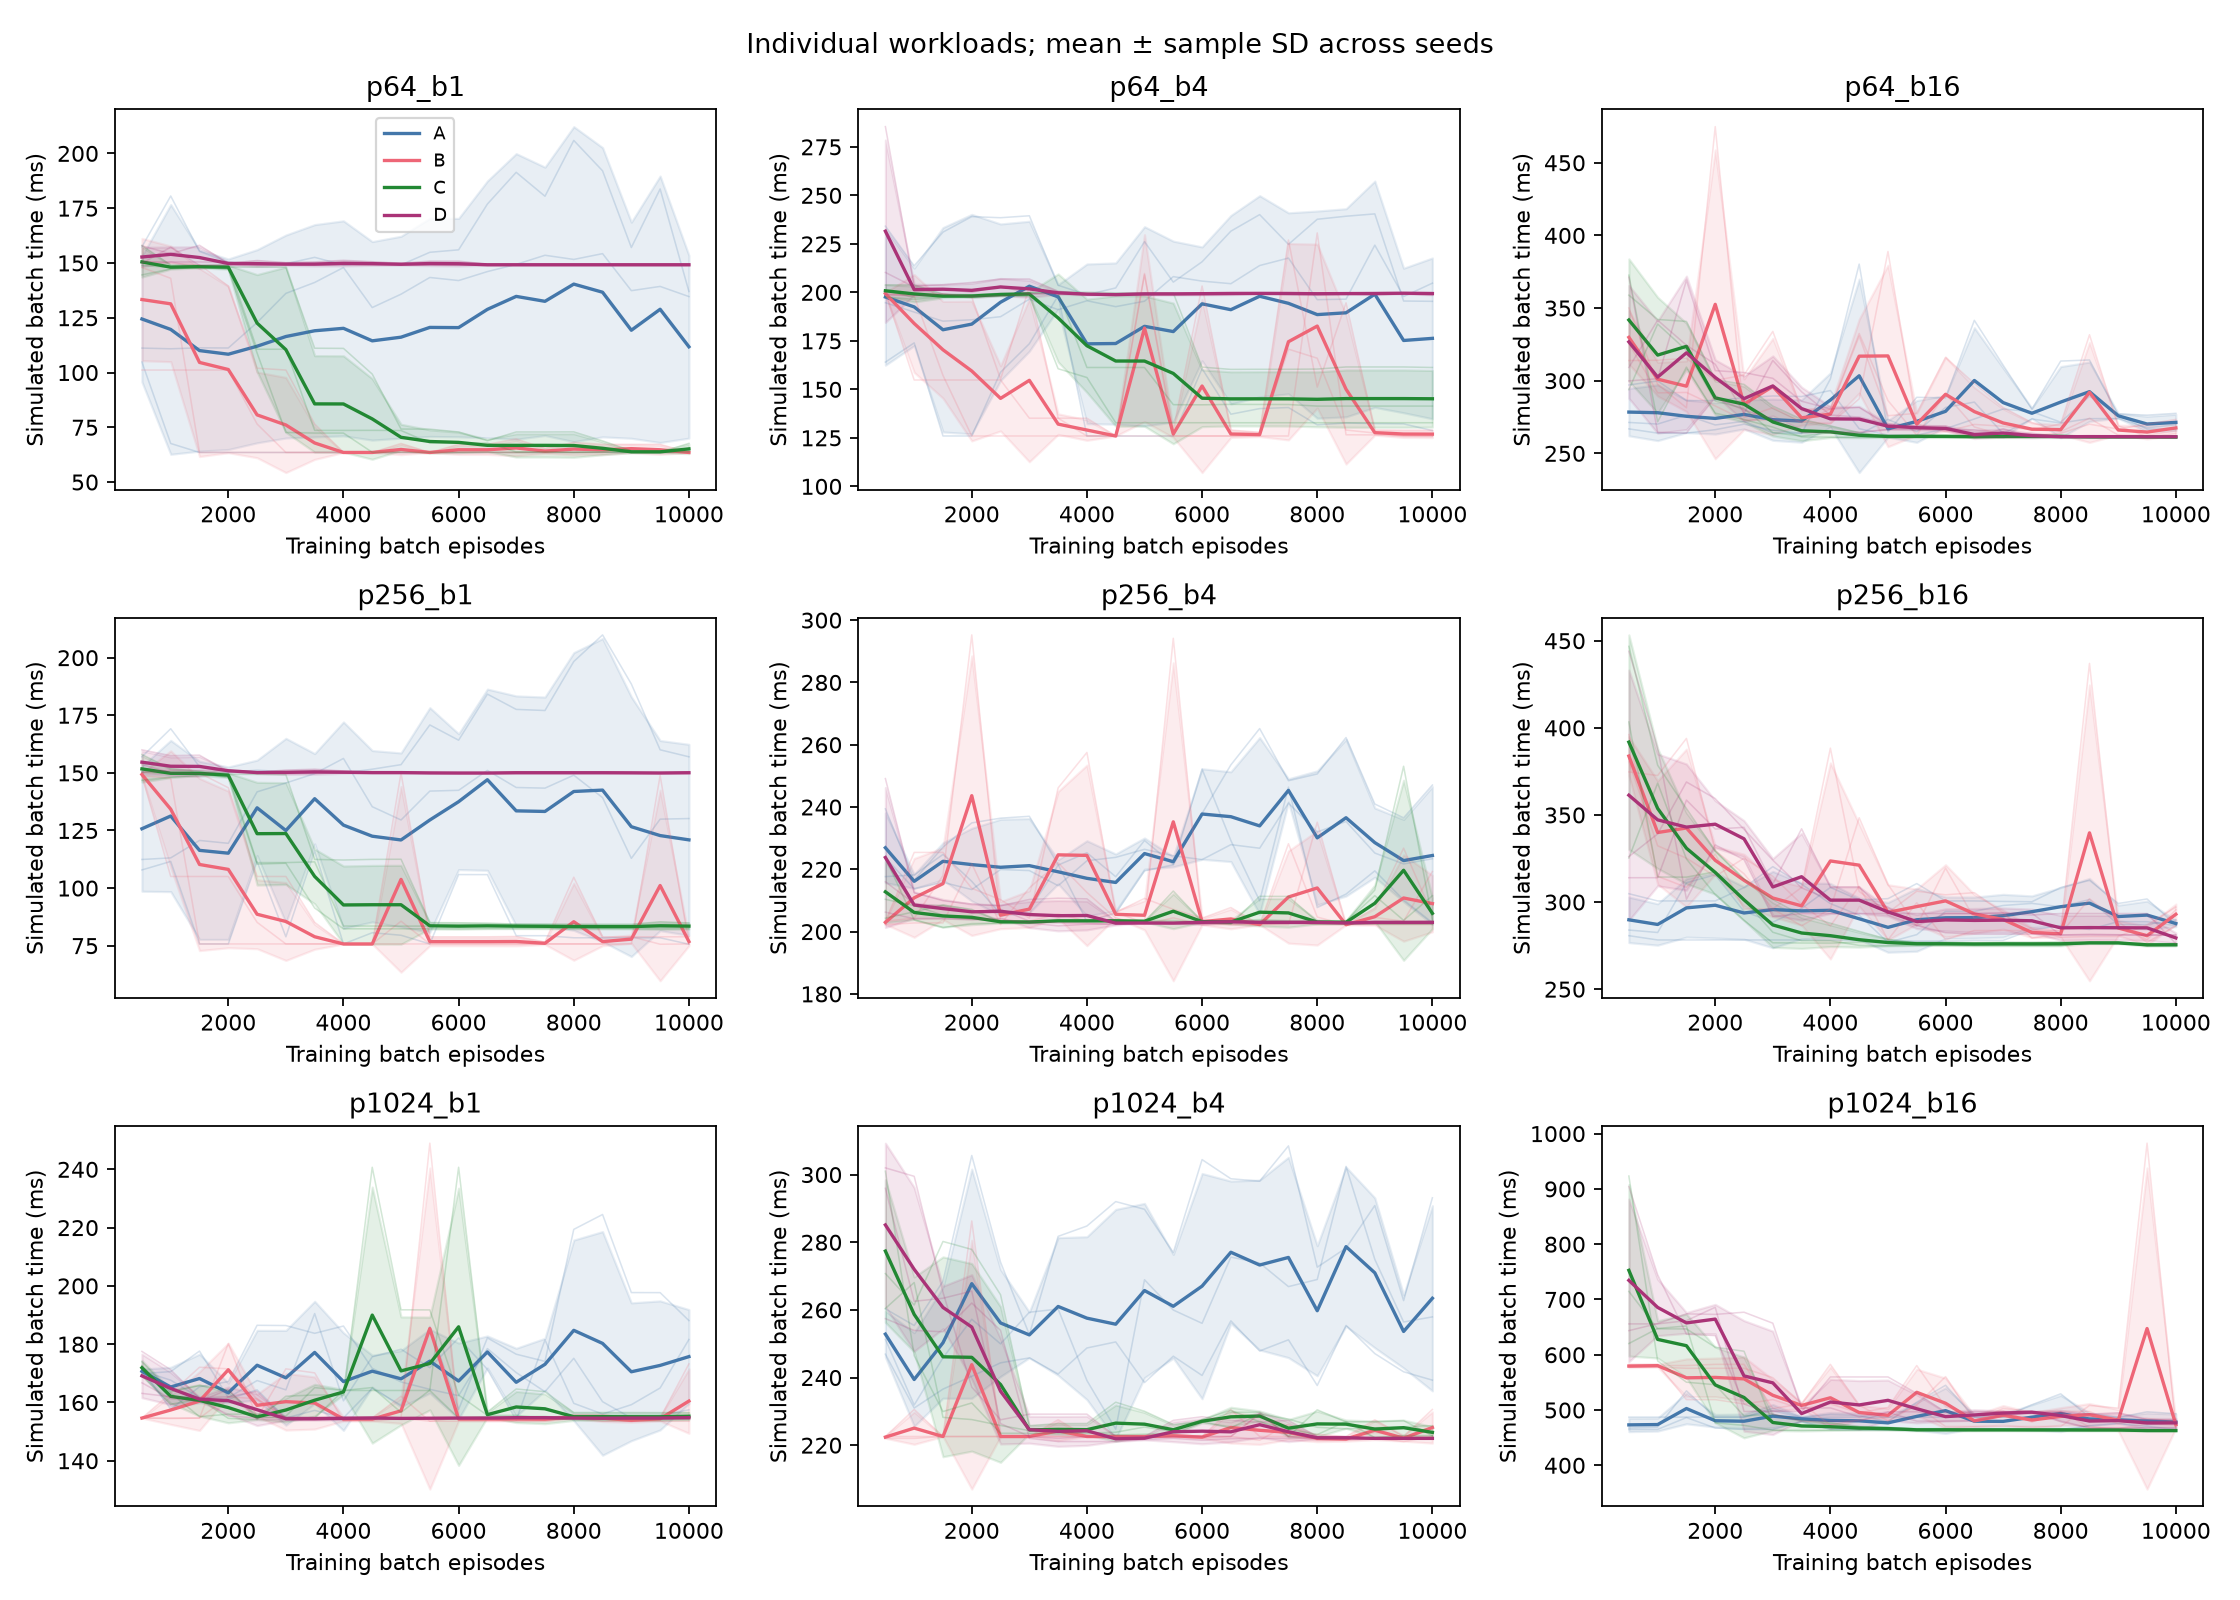 Individual workloads; mean ± sample SD across seeds
p64_b1
Simulated batch time (ms)
200
175
150
125
100
75
50
A
B
C
D
2000 4000 6000 8000 10000
Training batch episodes
p64_b4
Simulated batch time (ms)
275
250
225
200
175
150
125
100
2000 4000 6000 8000 10000
Training batch episodes
p64_b16
Simulated batch time (ms)
450
400
350
300
250
2000 4000 6000 8000 10000
Training batch episodes
p256_b1
Simulated batch time (ms)
200
175
150
125
100
75
2000 4000 6000 8000 10000
Training batch episodes
p256_b4
Simulated batch time (ms)
300
280
260
240
220
200
180
2000 4000 6000 8000 10000
Training batch episodes
p256_b16
Simulated batch time (ms)
450
400
350
300
250
2000 4000 6000 8000 10000
Training batch episodes
p1024_b1
Simulated batch time (ms)
240
220
200
180
160
140
2000 4000 6000 8000 10000
Training batch episodes
p1024_b4
Simulated batch time (ms)
300
280
260
240
220
2000 4000 6000 8000 10000
Training batch episodes
p1024_b16
Simulated batch time (ms)
1000
900
800
700
600
500
400
2000 4000 6000 8000 10000
Training batch episodes